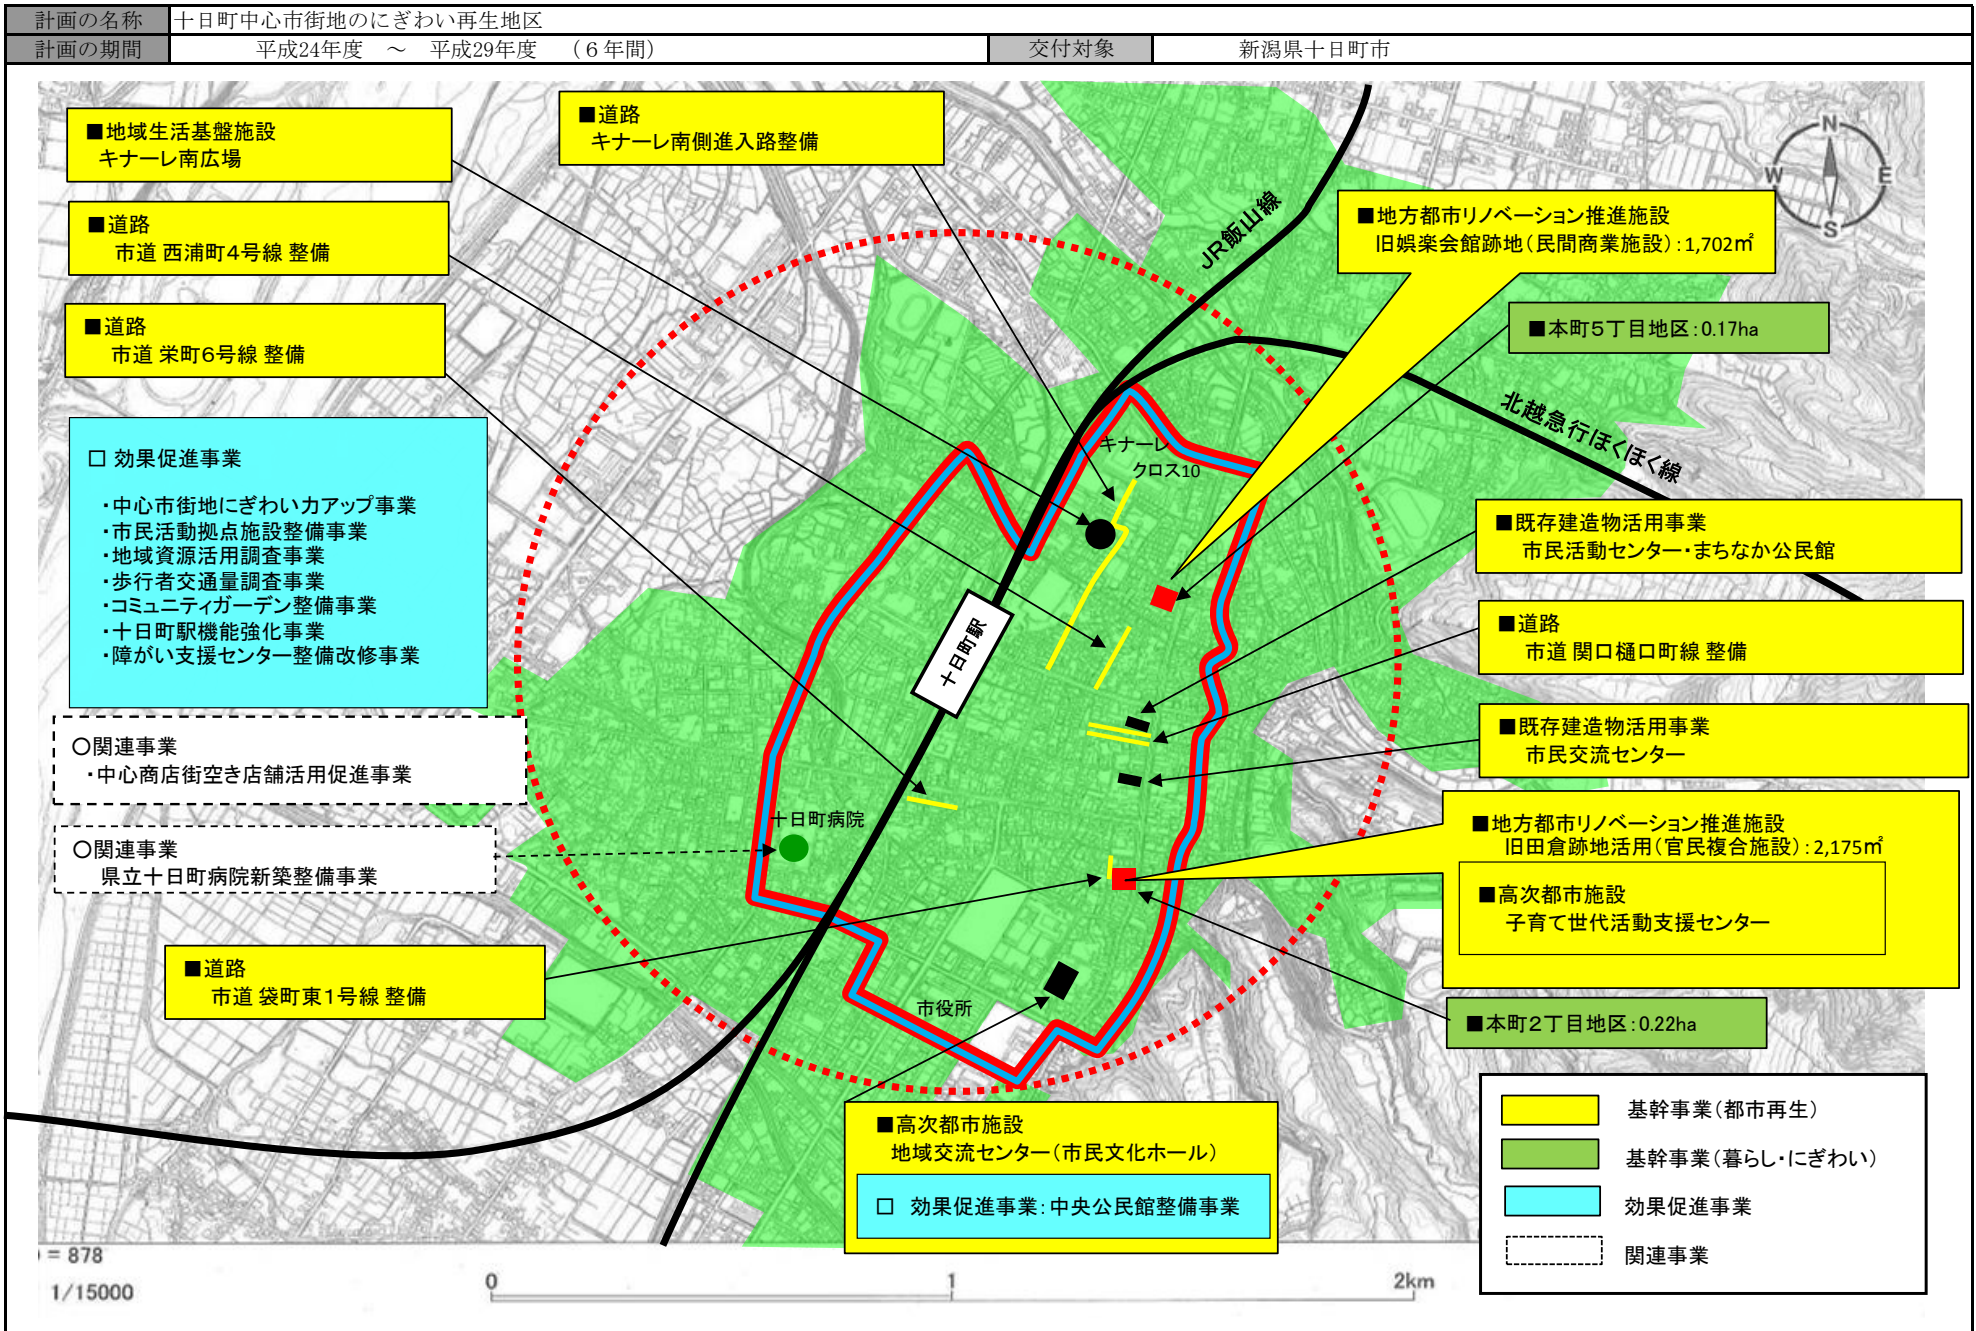 計画の名称 十日町中心市街地のにぎわい再生地区
計画の期間 平成24年度 ～ 平成29年度 （６年間） 交付対象 新潟県十日町市
■地域生活基盤施設
キナーレ南広場
■道路
キナーレ南側進入路整備
■道路
市道 西浦町4号線 整備
■道路
市道 栄町6号線 整備
□ 効果促進事業
・中心市街地にぎわい力アップ事業
・市民活動拠点施設整備事業
・地域資源活用調査事業
・歩行者交通量調査事業
・コミュニティガーデン整備事業
・十日町駅機能強化事業
・障がい支援センター整備改修事業
〇関連事業
・中心商店街空き店舗活用促進事業
〇関連事業
県立十日町病院新築整備事業
■道路
市道 袋町東1号線 整備
JR飯山線
N
W E
S
■地方都市リノベーション推進施設
旧娯楽会館跡地（民間商業施設）：1,702㎡
■本町5丁目地区：0.17ha
北越急行ほくほく線
キナーレ
クロス10
■既存建造物活用事業
市民活動センター・まちなか公民館
■道路
市道 関口樋口町線 整備
十日町駅
■既存建造物活用事業
市民交流センター
十日町病院
■地方都市リノベーション推進施設
旧田倉跡地活用（官民複合施設）：2,175㎡
■高次都市施設
子育て世代活動支援センター
市役所
■本町2丁目地区：0.22ha
■高次都市施設
地域交流センター（市民文化ホール）
□ 効果促進事業：中央公民館整備事業
基幹事業（都市再生）
基幹事業（暮らし・にぎわい）
効果促進事業
関連事業
= 878
1/15000
0 1 2km